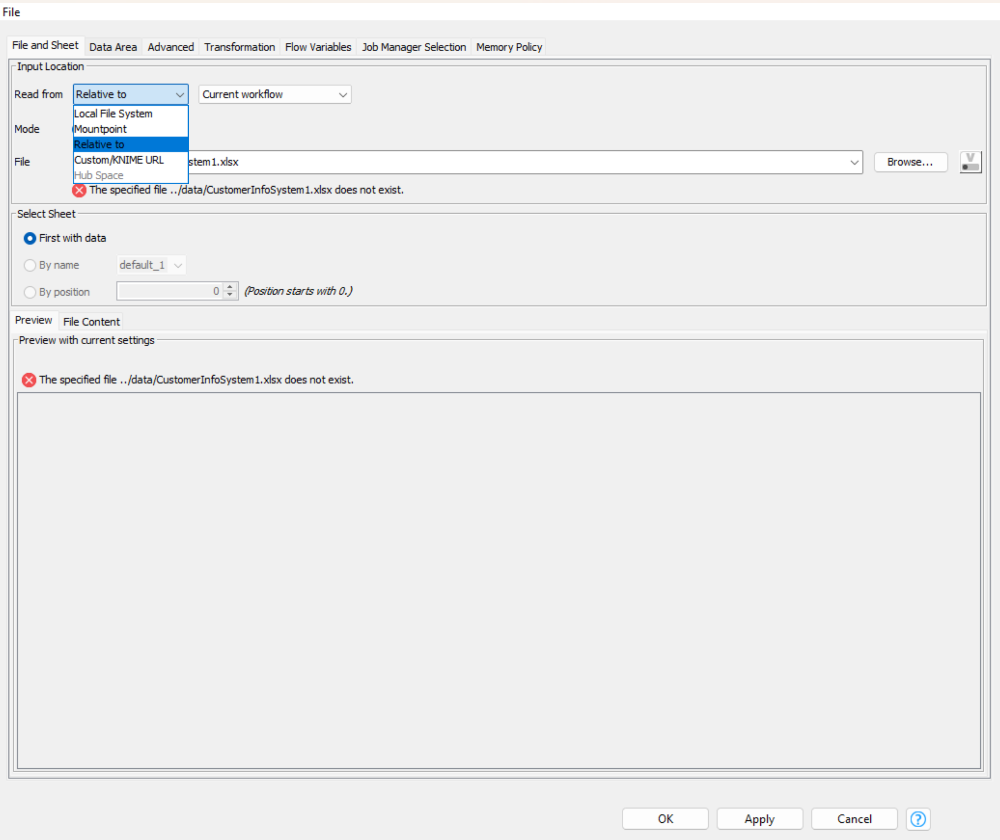 File
File and Sheet Data Area Advanced Transformation Flow Variables Job Manager Selection Memory Policy
Input Location
Read from Relative to Current workflow
Local File System
Mode Mountpoint
Relative to
File Custom/KNIME URL stem1.xlsx Browse... V
Hub Space
The specified file ../data/CustomerInfoSystem1.xlsx does not exist.
Select Sheet
First with data
By name default_1
By position 0 (Position starts with 0.)
Preview File Content
Preview with current settings
The specified file ../data/CustomerInfoSystem1.xlsx does not exist.
OK Apply Cancel ?